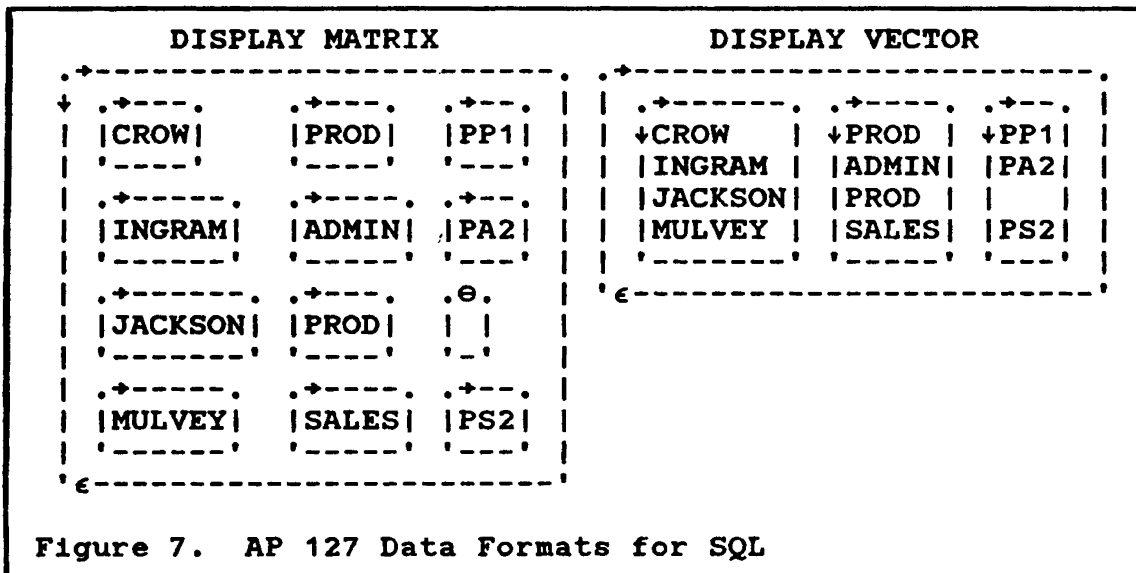 DISPLAY MATRIX DISPLAY VECTOR
.→-----------------------------. .→-----------------------------.
↓ .→---. .→---. .→--. | | .→------. .→----. .→--. |
| |CROW| |PROD| |PP1| | | ↓CROW | ↓PROD | ↓PP1| |
| '----' '----' '---' | | |INGRAM | |ADMIN| |PA2| |
| .→-----. .→----. .→--. | | |JACKSON| |PROD | | | |
| |INGRAM| |ADMIN| |PA2| | | |MULVEY | |SALES| |PS2| |
| '------' '-----' '---' | | '-------' '-----' '---' |
| .→------. .→---. .⊖. | 'ϵ-----------------------------'
| |JACKSON| |PROD| | | |
| '-------' '----' '-' |
| .→-----. .→----. .→--. |
| |MULVEY| |SALES| |PS2| |
| '------' '-----' '---' |
'ϵ-----------------------------'
Figure 7. AP 127 Data Formats for SQL